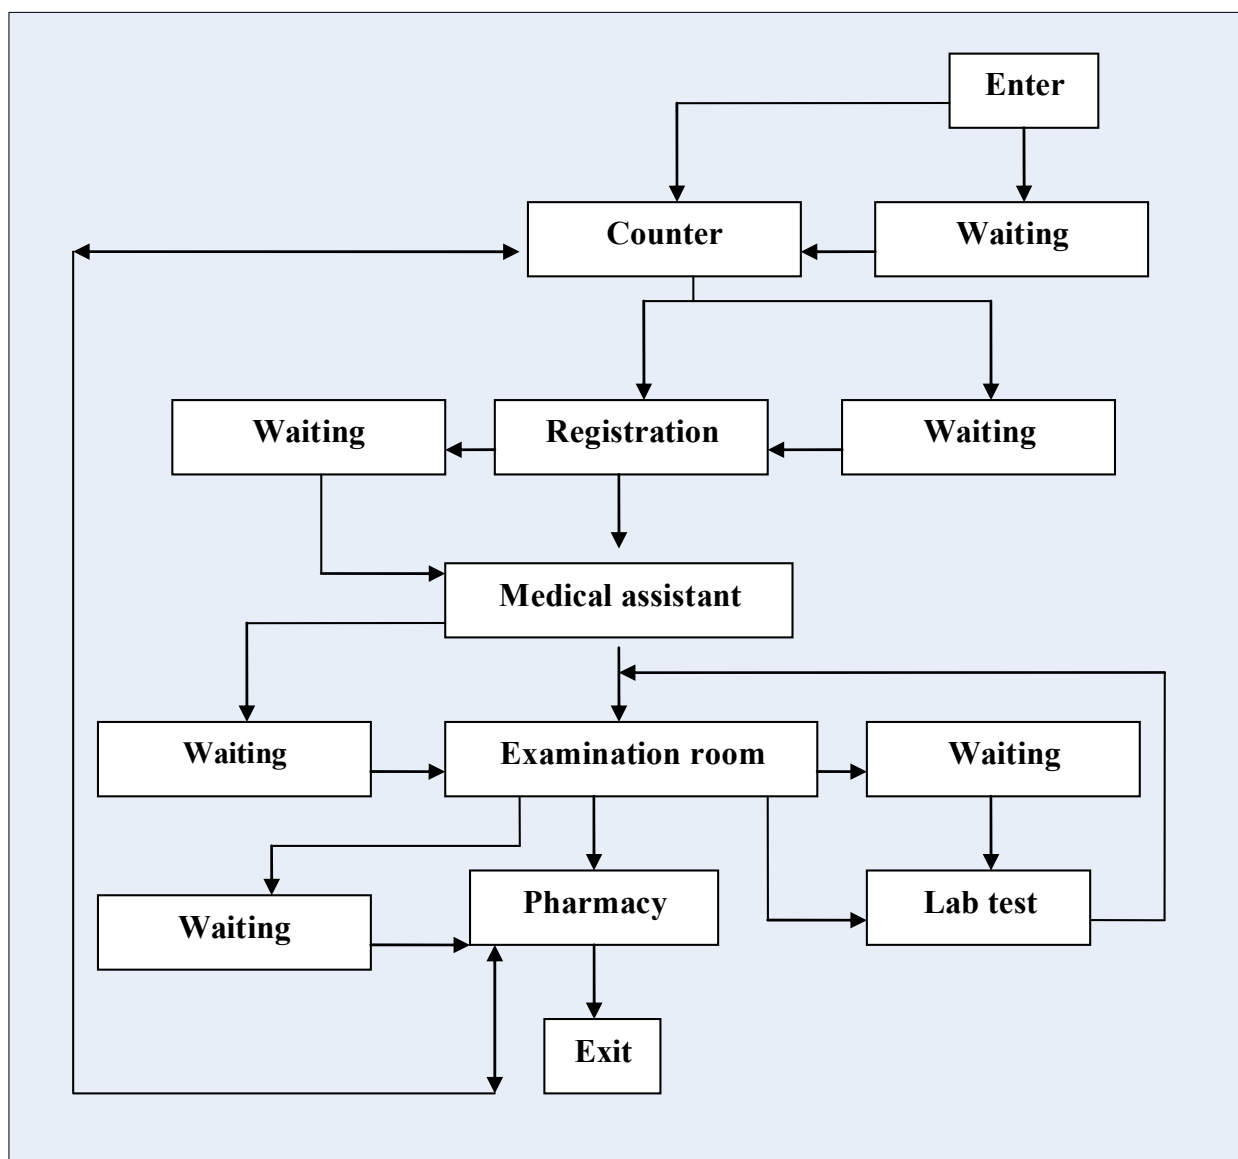 Enter
Counter
Waiting
Waiting
Registration
Waiting
Medical assistant
Waiting
Examination room
Waiting
Waiting
Pharmacy
Lab test
Exit